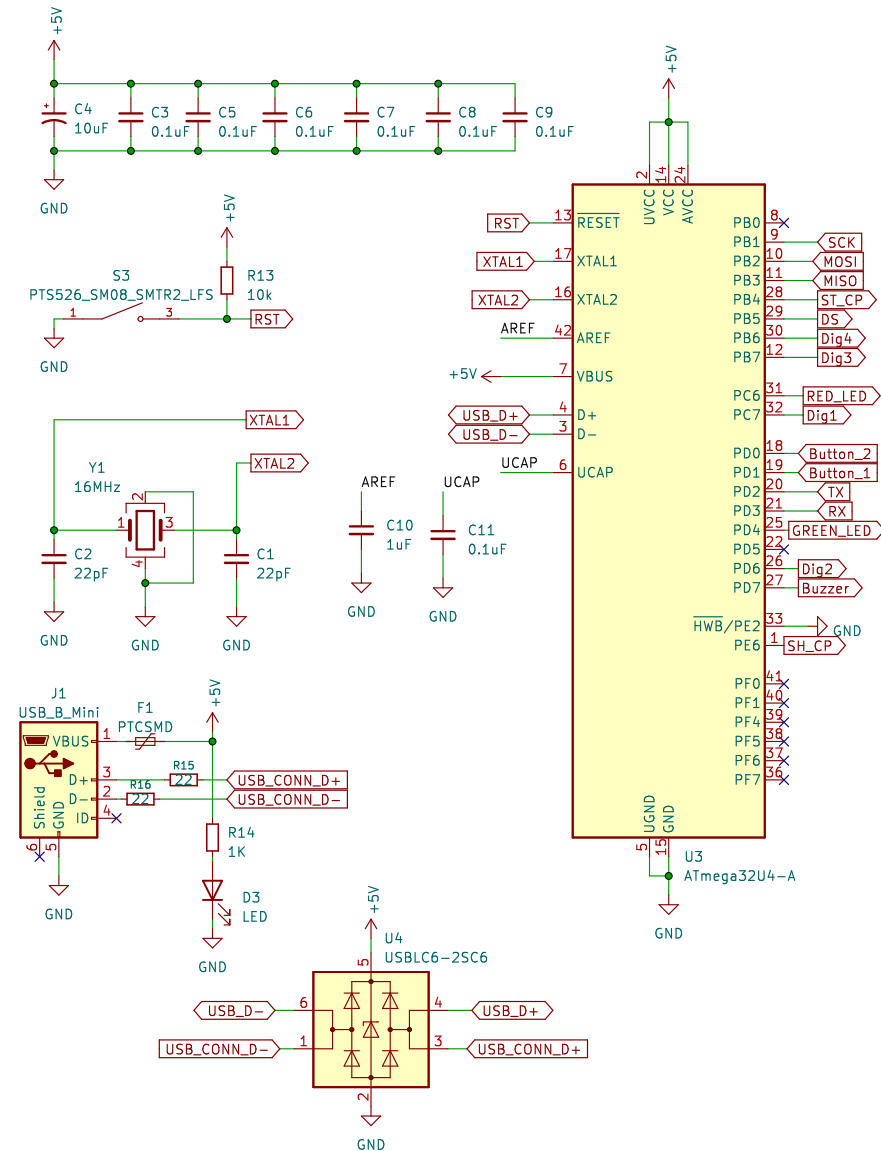 +5V
C4
10uF
C3
0.1uF
C5
0.1uF
C6
0.1uF
C7
0.1uF
C8
0.1uF
C9
0.1uF
GND
+5V
S3
PTS526_SM08_SMTR2_LFS
1
3
R13
10k
RST
GND
XTAL1
XTAL2
Y1
16MHz
2
1
3
4
C2
22pF
C1
22pF
GND
GND
GND
AREF
C10
1uF
GND
UCAP
C11
0.1uF
GND
J1
USB_B_Mini
VBUS
1
D+
3
D-
2
ID
4
Shield
GND
6
5
GND
F1
PTCSMD
+5V
R15
22
R16
22
USB_CONN_D+
USB_CONN_D-
R14
1K
D3
LED
GND
+5V
U4
USBLC6-2SC6
5
USB_D-
6
4
USB_D+
USB_CONN_D-
1
3
USB_CONN_D+
2
GND
+5V
2
14
24
UVCC
VCC
AVCC
RST
13
RESET
XTAL1
17
XTAL1
XTAL2
16
XTAL2
AREF
42
AREF
+5V
7
VBUS
USB_D+
4
D+
USB_D-
3
D-
UCAP
6
UCAP
PB0
8
PB1
9
SCK
PB2
10
MOSI
PB3
11
MISO
PB4
28
ST_CP
PB5
29
DS
PB6
30
Dig4
PB7
12
Dig3
PC6
31
RED_LED
PC7
32
Dig1
PD0
18
Button_2
PD1
19
Button_1
PD2
20
TX
PD3
21
RX
PD4
25
GREEN_LED
PD5
22
PD6
26
Dig2
PD7
27
Buzzer
HWB/PE2
33
GND
PE6
1
SH_CP
PF0
41
PF1
40
PF4
39
PF5
38
PF6
37
PF7
36
UGND
GND
5
15
U3
ATmega32U4-A
GND